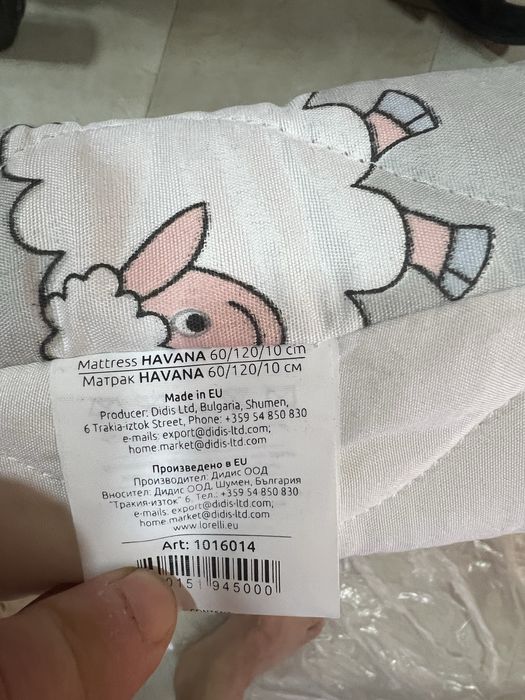 Mattress HAVANA 60/120/10 cm
Матрак HAVANA 60/120/10 см
Made in EU
Producer: Didis Ltd, Bulgaria, Shumen,
6 Trakia-iztok Street, Phone: +359 54 850 830
e-mails: export@didis-ltd.com;
home.market@didis-ltd.com
Произведено в EU
Производител: Дидис ООД
Вносител: Дидис ООД, Шумен, България
"Тракия-изток" 6, Тел.: +359 54 850 830
e-mails: export@didis-ltd.com;
home.market@didis-ltd.com
www.lorelli.eu
Art: 1016014
2151 945000